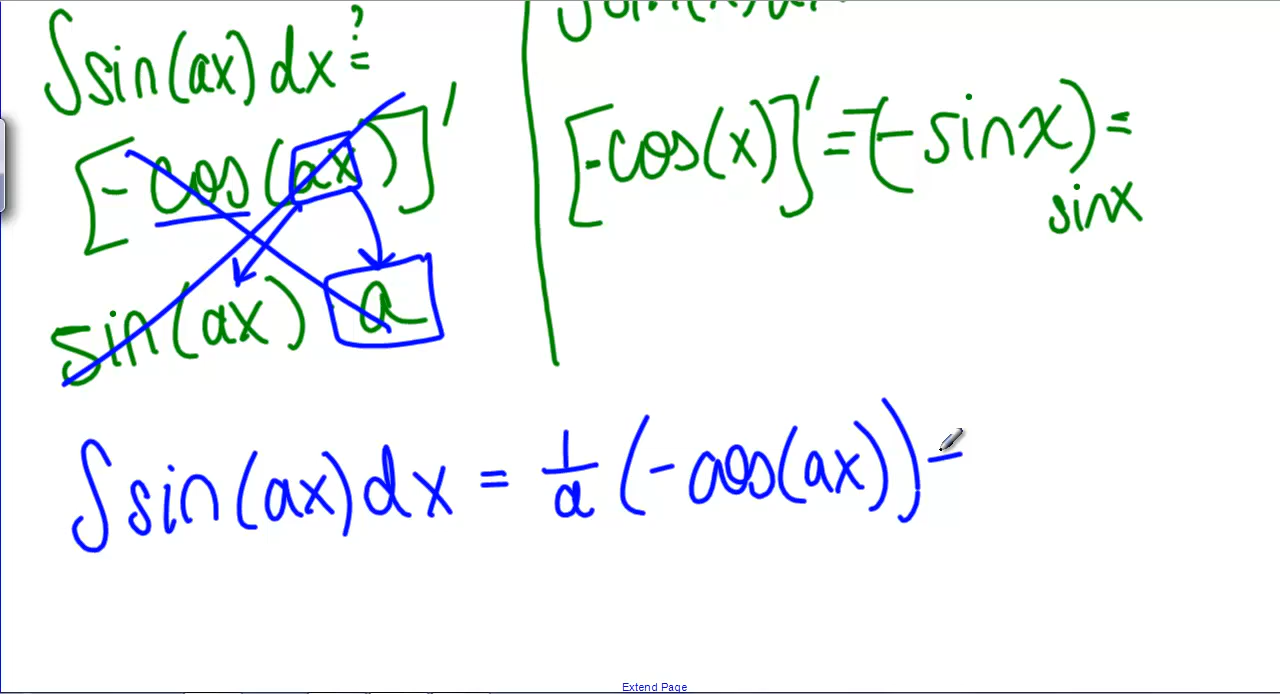 ∫sin(ax)dx ?=
[-cos(ax)]'
sin(ax) a
[-cos(x)]' = -(-sinx) =
sinx
∫sin(ax)dx = 1/a (-cos(ax)) =
Extend Page